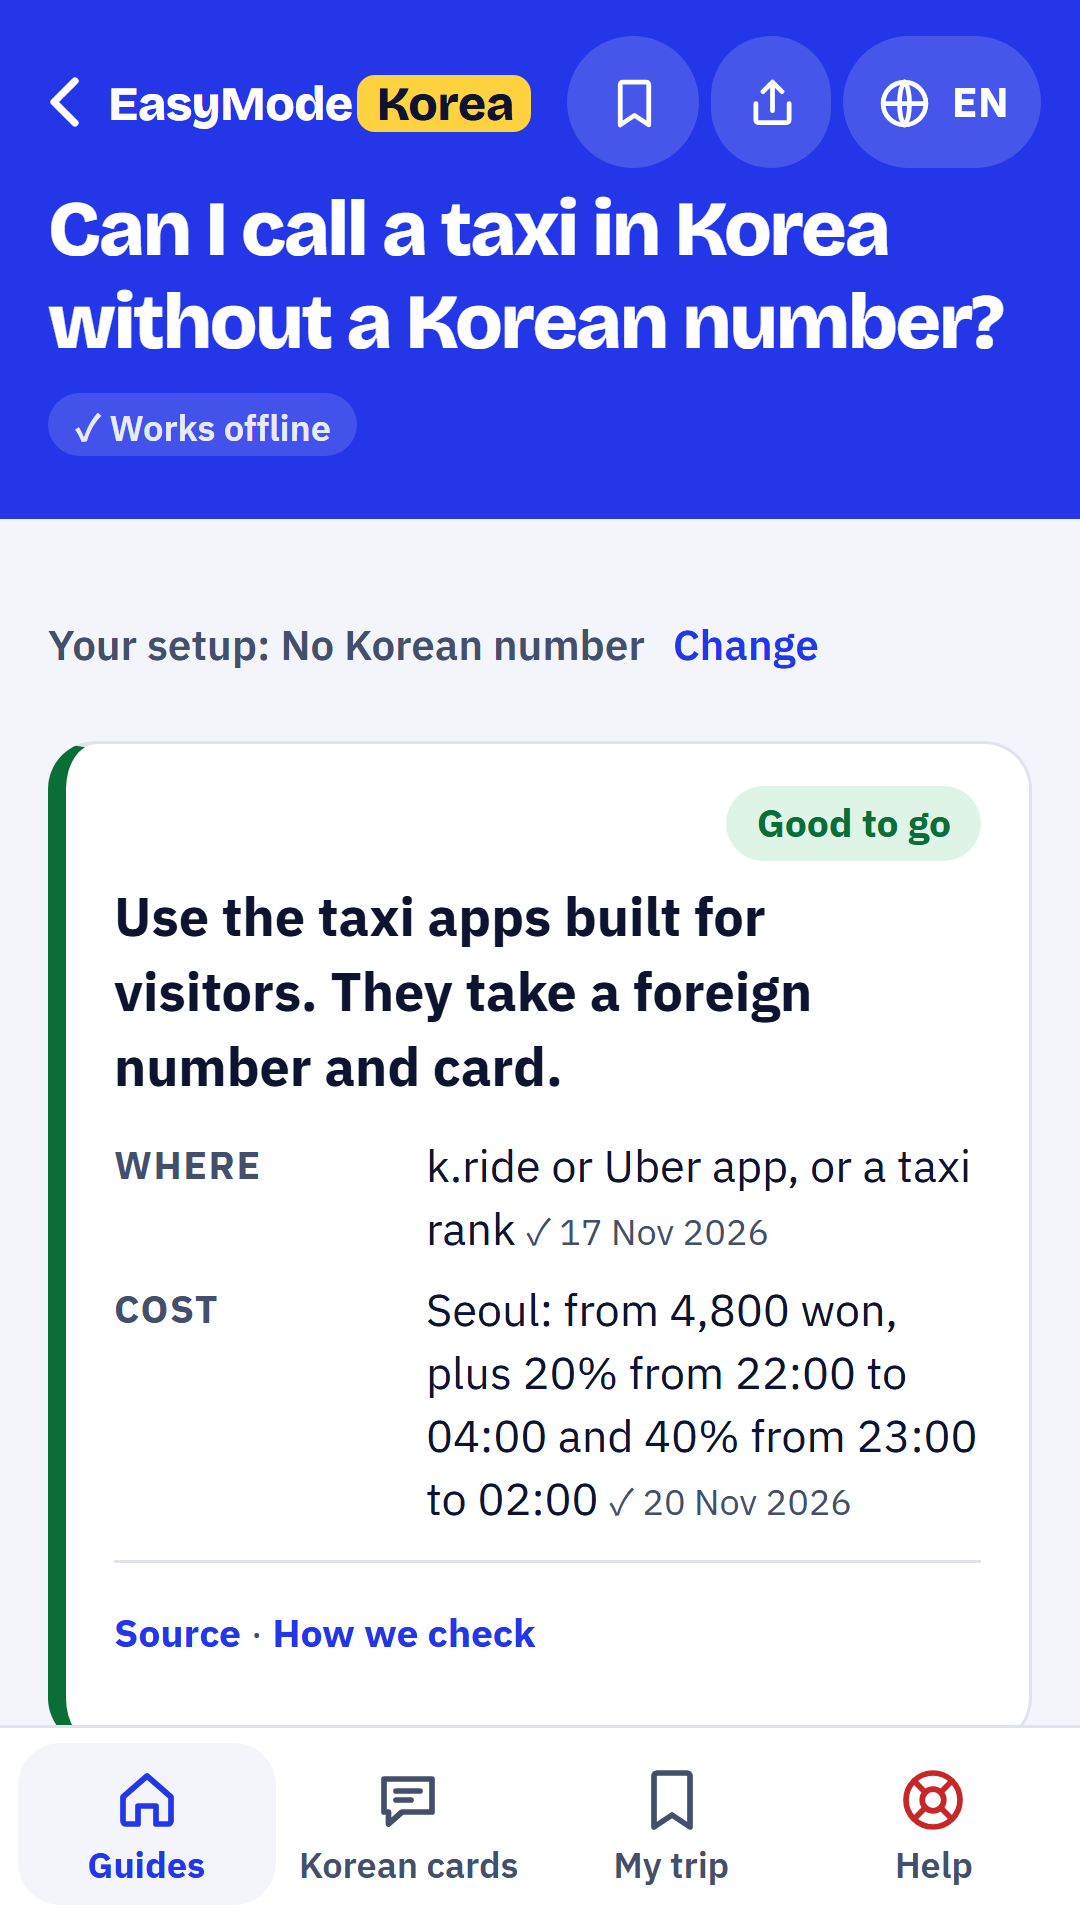 EasyMode Korea
EN
Can I call a taxi in Korea
without a Korean number?
✓ Works offline
Your setup: No Korean number Change
Good to go
Use the taxi apps built for
visitors. They take a foreign
number and card.
WHERE
k.ride or Uber app, or a taxi
rank ✓ 17 Nov 2026
COST
Seoul: from 4,800 won,
plus 20% from 22:00 to
04:00 and 40% from 23:00
to 02:00 ✓ 20 Nov 2026
Source · How we check
Guides
Korean cards
My trip
Help